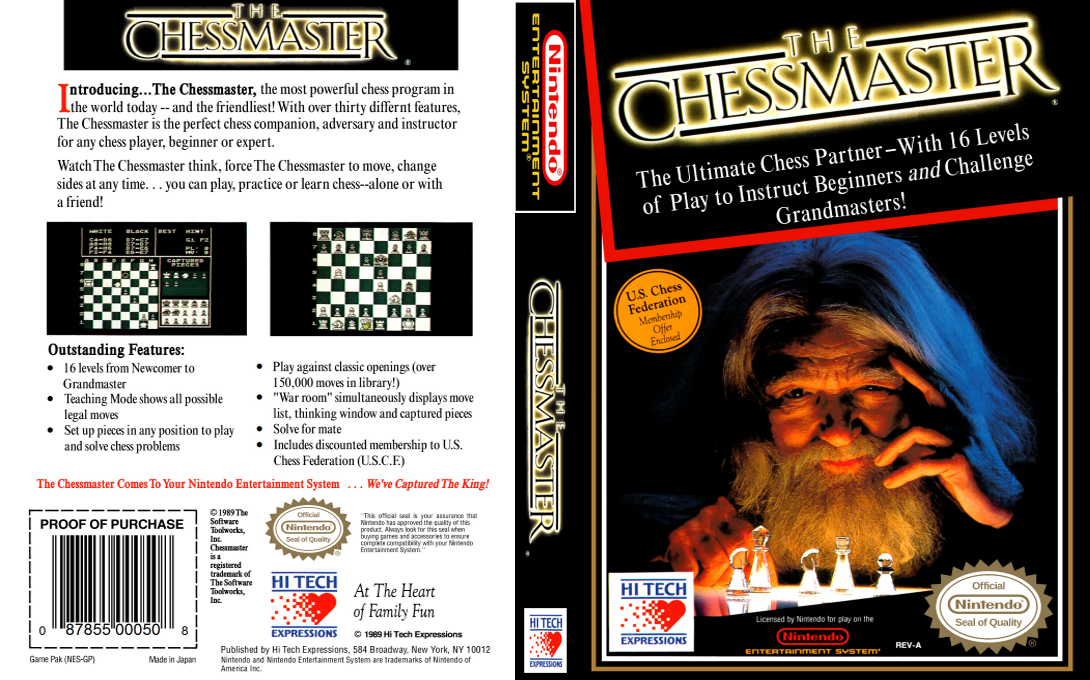 THE
CHESSMASTER®
Introducing...The Chessmaster, the most powerful chess program in
the world today -- and the friendliest! With over thirty differnt features,
The Chessmaster is the perfect chess companion, adversary and instructor
for any chess player, beginner or expert.
Watch The Chessmaster think, force The Chessmaster to move, change
sides at any time. . . you can play, practice or learn chess--alone or with
a friend!
WHITE BLACK BEST HINT
CAPTURED
PIECES
Outstanding Features:
• 16 levels from Newcomer to
Grandmaster
• Teaching Mode shows all possible
legal moves
• Set up pieces in any position to play
and solve chess problems
• Play against classic openings (over
150,000 moves in library!)
• "War room" simultaneously displays move
list, thinking window and captured pieces
• Solve for mate
• Includes discounted membership to U.S.
Chess Federation (U.S.C.F.)
The Chessmaster Comes To Your Nintendo Entertainment System . . . We've Captured The King!
PROOF OF PURCHASE
0 87855 00050 8
Game Pak (NES-GP) Made in Japan
© 1989 The
Software
Toolworks,
Inc.
Chessmaster
is a
registered
trademark of
The Software
Toolworks,
Inc.
Official
Nintendo®
Seal of Quality
®
"This official seal is your assurance that
Nintendo has approved the quality of this
product. Always look for this seal when
buying games and accessories to ensure
complete compatibility with your Nintendo
Entertainment System."
HI TECH
EXPRESSIONS
At The Heart
of Family Fun
© 1989 Hi Tech Expressions
Published by Hi Tech Expressions, 584 Broadway, New York, NY 10012
Nintendo and Nintendo Entertainment System are trademarks of Nintendo of
America Inc.
Nintendo®
ENTERTAINMENT
SYSTEM®
THE
CHESSMASTER®
HI TECH
EXPRESSIONS
THE
CHESSMASTER®
The Ultimate Chess Partner–With 16 Levels
of Play to Instruct Beginners and Challenge
Grandmasters!
U.S. Chess
Federation
Membership
Offer
Enclosed
HI TECH
EXPRESSIONS
Licensed by Nintendo for play on the
Nintendo®
ENTERTAINMENT SYSTEM®
REV-A
Official
Nintendo®
Seal of Quality
®